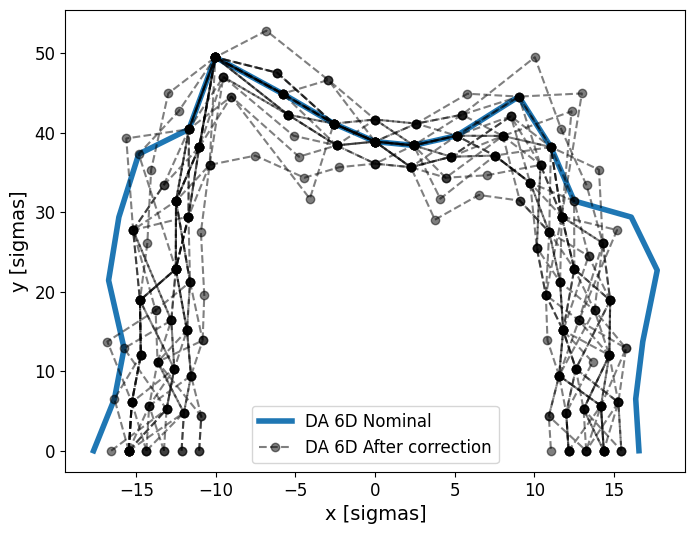 50
40
30
20
10
0
y [sigmas]
DA 6D Nominal
DA 6D After correction
−15 −10 −5 0 5 10 15
x [sigmas]